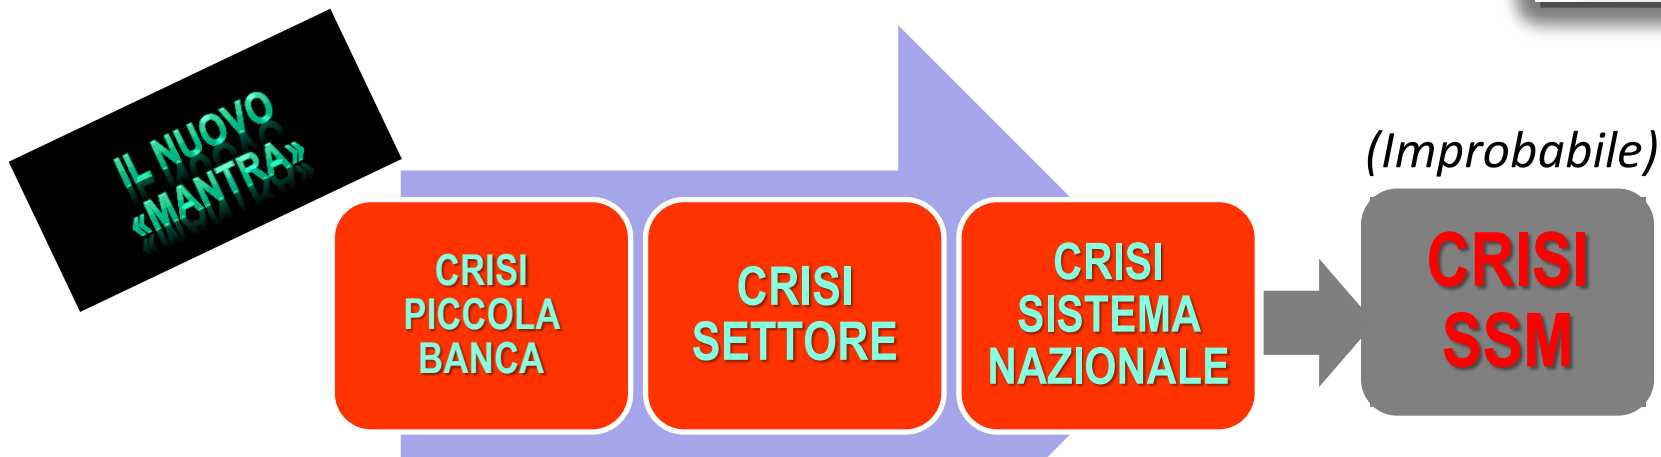 IL NUOVO
«MANTRA»
CRISI
PICCOLA
BANCA
CRISI
SETTORE
CRISI
SISTEMA
NAZIONALE
(Improbabile)
CRISI
SSM